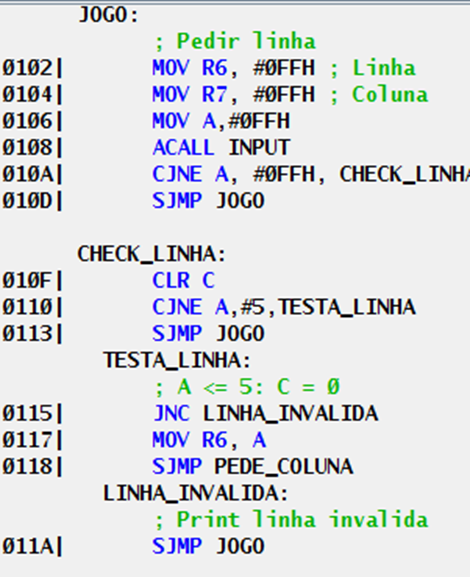 JOGO:
; Pedir linha
0102| MOV R6, #0FFH ; Linha
0104| MOV R7, #0FFH ; Coluna
0106| MOV A,#0FFH
0108| ACALL INPUT
010A| CJNE A, #0FFH, CHECK_LINHA
010D| SJMP JOGO
CHECK_LINHA:
010F| CLR C
0110| CJNE A,#5,TESTA_LINHA
0113| SJMP JOGO
TESTA_LINHA:
; A <= 5: C = 0
0115| JNC LINHA_INVALIDA
0117| MOV R6, A
0118| SJMP PEDE_COLUNA
LINHA_INVALIDA:
; Print linha invalida
011A| SJMP JOGO